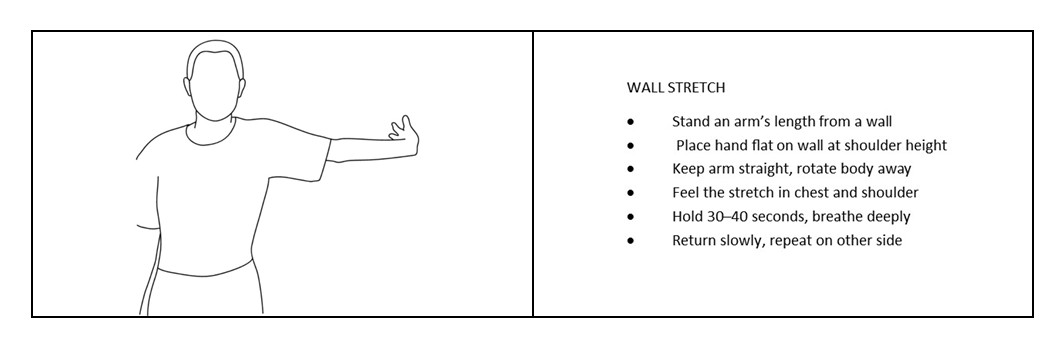 WALL STRETCH
• Stand an arm’s length from a wall
• Place hand flat on wall at shoulder height
• Keep arm straight, rotate body away
• Feel the stretch in chest and shoulder
• Hold 30–40 seconds, breathe deeply
• Return slowly, repeat on other side